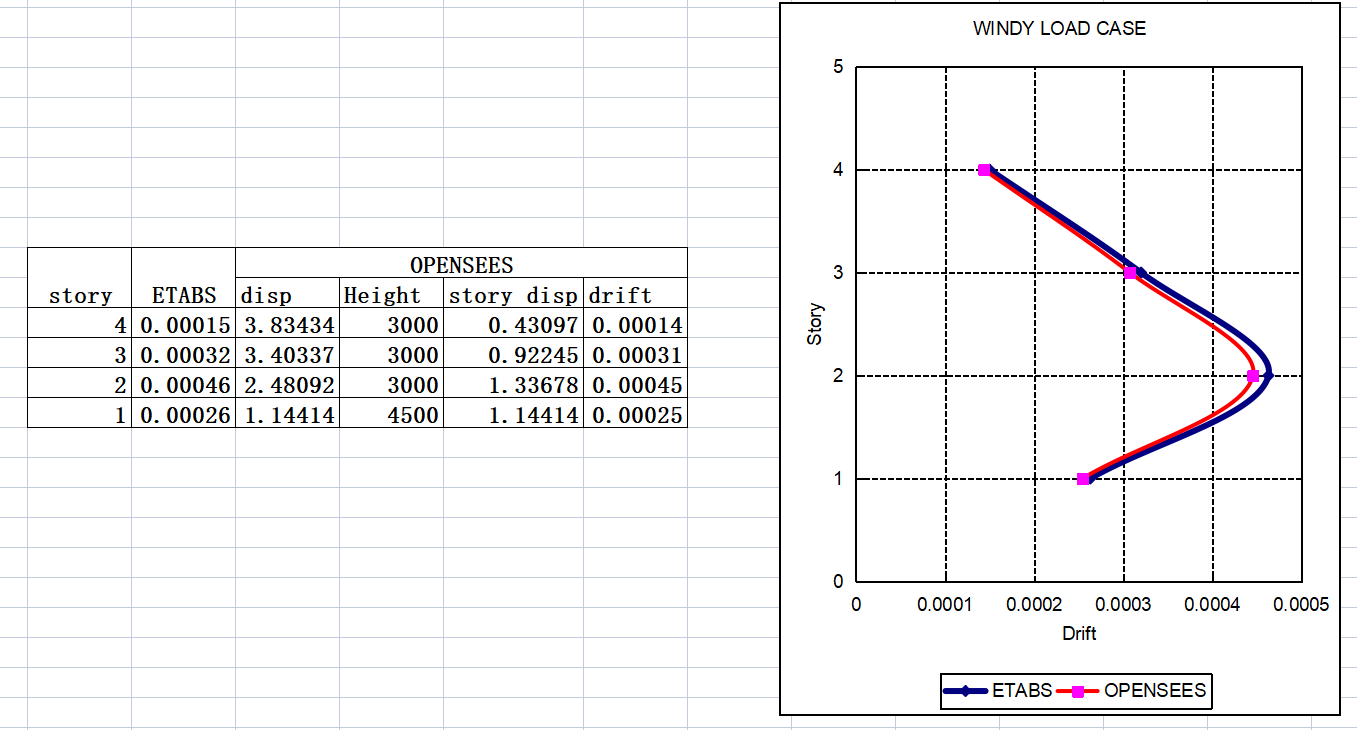 OPENSEES
story ETABS disp Height story disp drift
4 0.00015 3.83434 3000 0.43097 0.00014
3 0.00032 3.40337 3000 0.92245 0.00031
2 0.00046 2.48092 3000 1.33678 0.00045
1 0.00026 1.14414 4500 1.14414 0.00025
WINDY LOAD CASE
5
4
3
2
1
0
Story
0 0.0001 0.0002 0.0003 0.0004 0.0005
Drift
ETABS OPENSEES